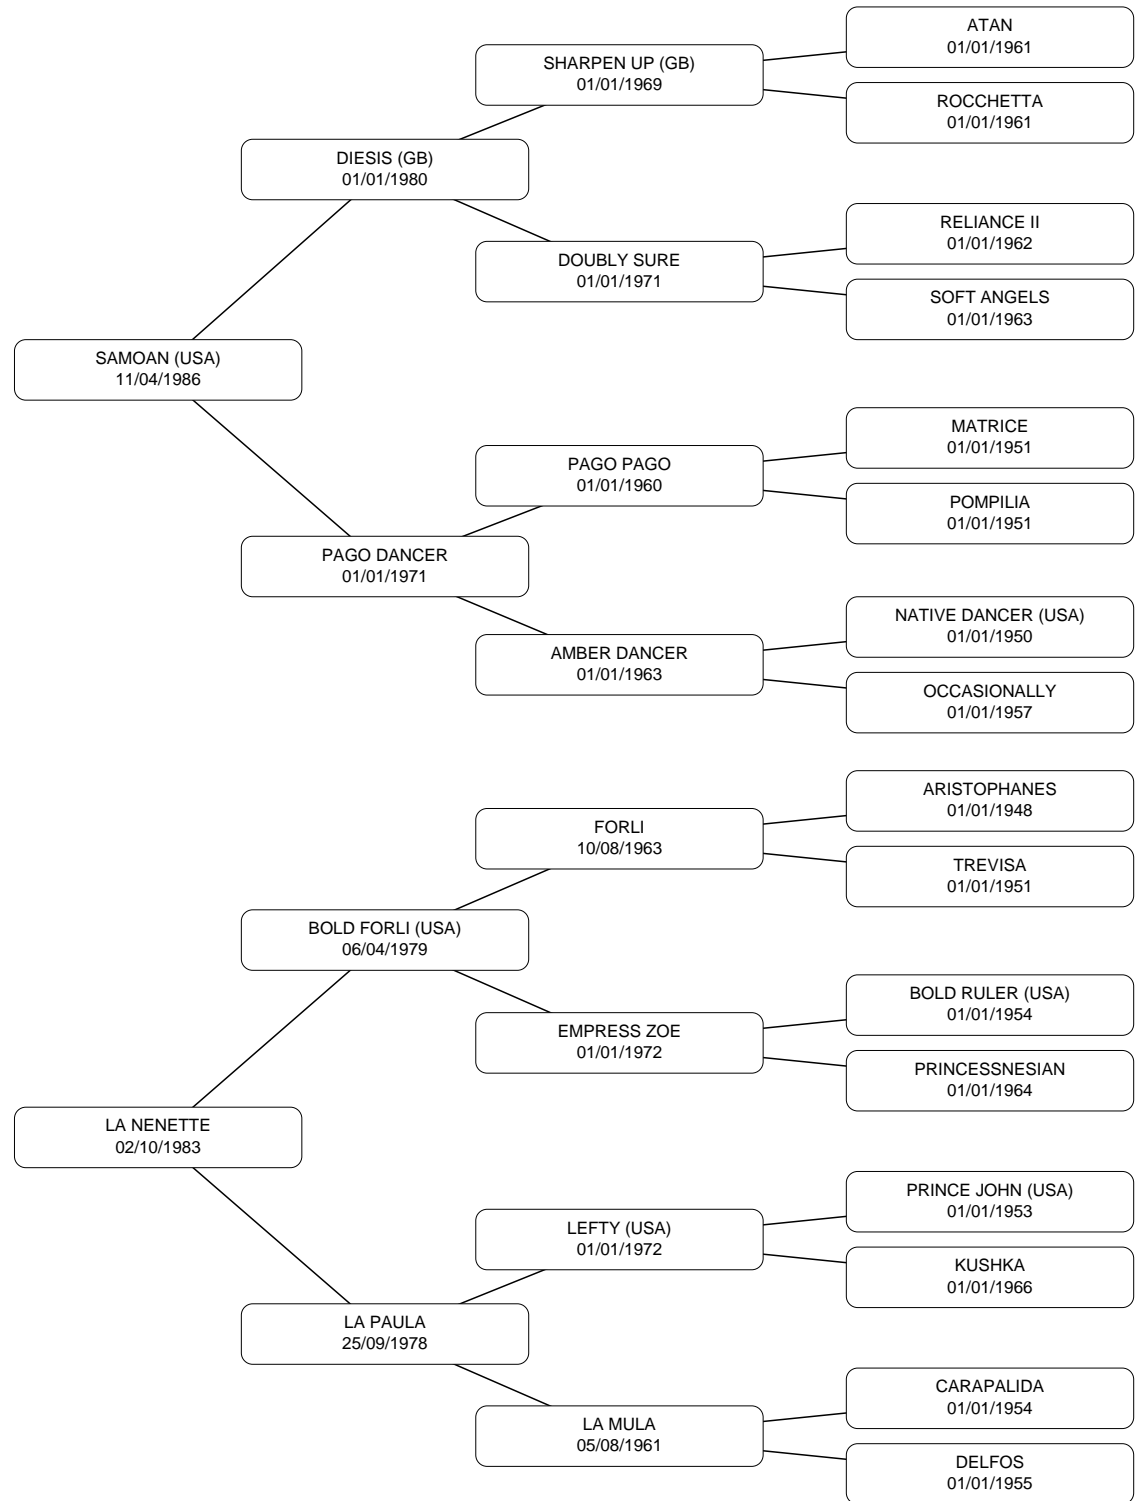 ATAN
01/01/1961
SHARPEN UP (GB)
01/01/1969
ROCCHETTA
01/01/1961
DIESIS (GB)
01/01/1980
RELIANCE II
01/01/1962
DOUBLY SURE
01/01/1971
SOFT ANGELS
01/01/1963
SAMOAN (USA)
11/04/1986
MATRICE
01/01/1951
PAGO PAGO
01/01/1960
POMPILIA
01/01/1951
PAGO DANCER
01/01/1971
NATIVE DANCER (USA)
01/01/1950
AMBER DANCER
01/01/1963
OCCASIONALLY
01/01/1957
ARISTOPHANES
01/01/1948
FORLI
10/08/1963
TREVISA
01/01/1951
BOLD FORLI (USA)
06/04/1979
BOLD RULER (USA)
01/01/1954
EMPRESS ZOE
01/01/1972
PRINCESSNESIAN
01/01/1964
LA NENETTE
02/10/1983
PRINCE JOHN (USA)
01/01/1953
LEFTY (USA)
01/01/1972
KUSHKA
01/01/1966
LA PAULA
25/09/1978
CARAPALIDA
01/01/1954
LA MULA
05/08/1961
DELFOS
01/01/1955